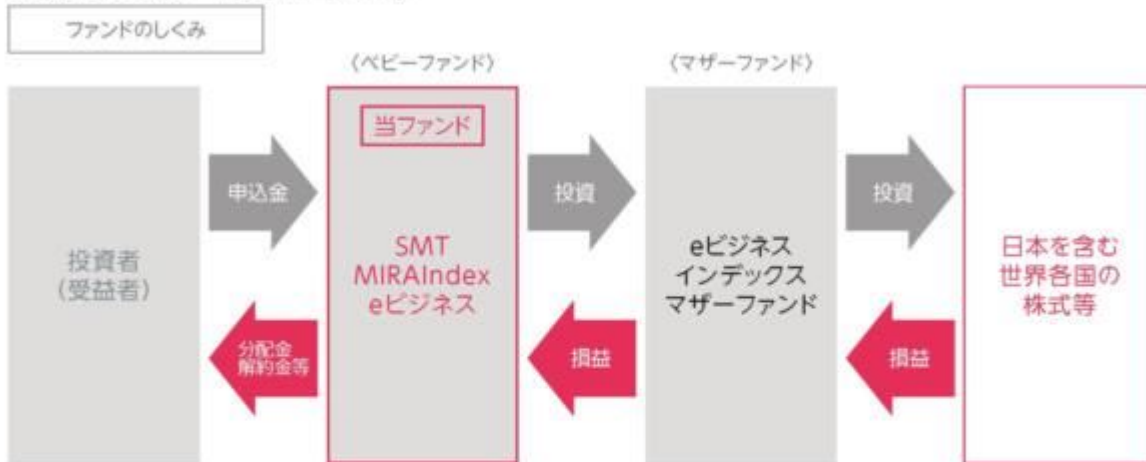 ファンドのしくみ
〈ベビーファンド〉
〈マザーファンド〉
投資者
(受益者)
申込金
分配金
解約金等
当ファンド
SMT
MIRAIndex
eビジネス
投資
損益
eビジネス
インデックス
マザーファンド
投資
損益
日本を含む
世界各国の
株式等